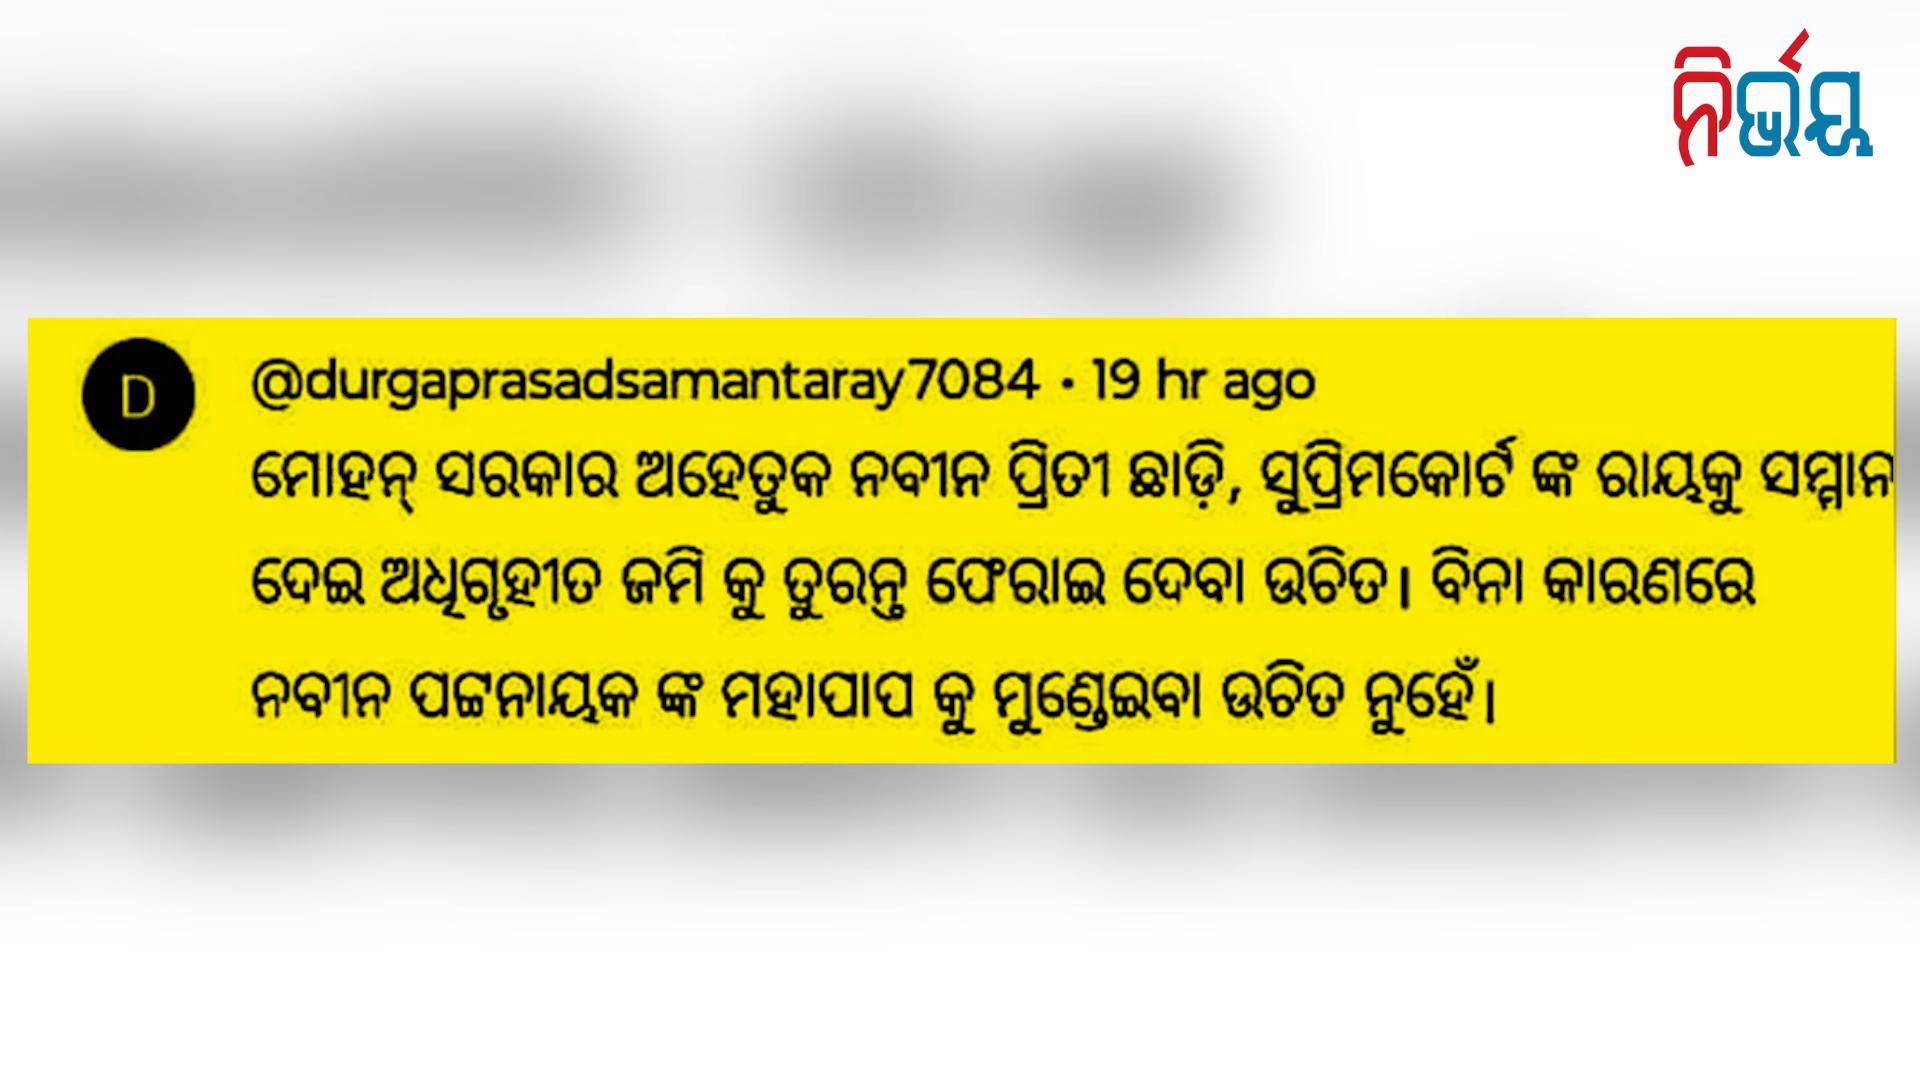 ନିର୍ଭୟ
D
@durgaprasadsamantaray7084 • 19 hr ago
ମୋହନ୍ ସରକାର ଅହେତୁକ ନବୀନ ପ୍ରିତୀ ଛାଡ଼ି, ସୁପ୍ରିମକୋର୍ଟ ଙ୍କ ରାୟକୁ ସମ୍ମାନ
ଦେଇ ଅଧିଗୃହୀତ ଜମି କୁ ତୁରନ୍ତ ଫେରାଇ ଦେବା ଉଚିତ। ବିନା କାରଣରେ
ନବୀନ ପଟ୍ଟନାୟକ ଙ୍କ ମହାପାପ କୁ ମୁଣ୍ଡେଇବା ଉଚିତ ନୁହେଁ।